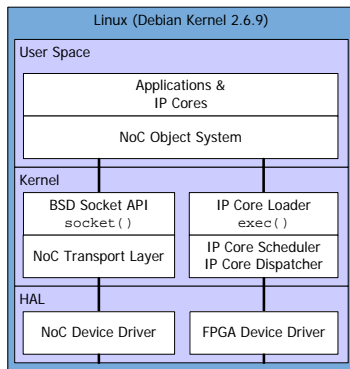 Linux (Debian Kernel 2.6.9)
User Space
Applications &
IP Cores
NoC Object System
Kernel
BSD Socket API
socket()
NoC Transport Layer
IP Core Loader
exec()
IP Core Scheduler
IP Core Dispatcher
HAL
NoC Device Driver
FPGA Device Driver